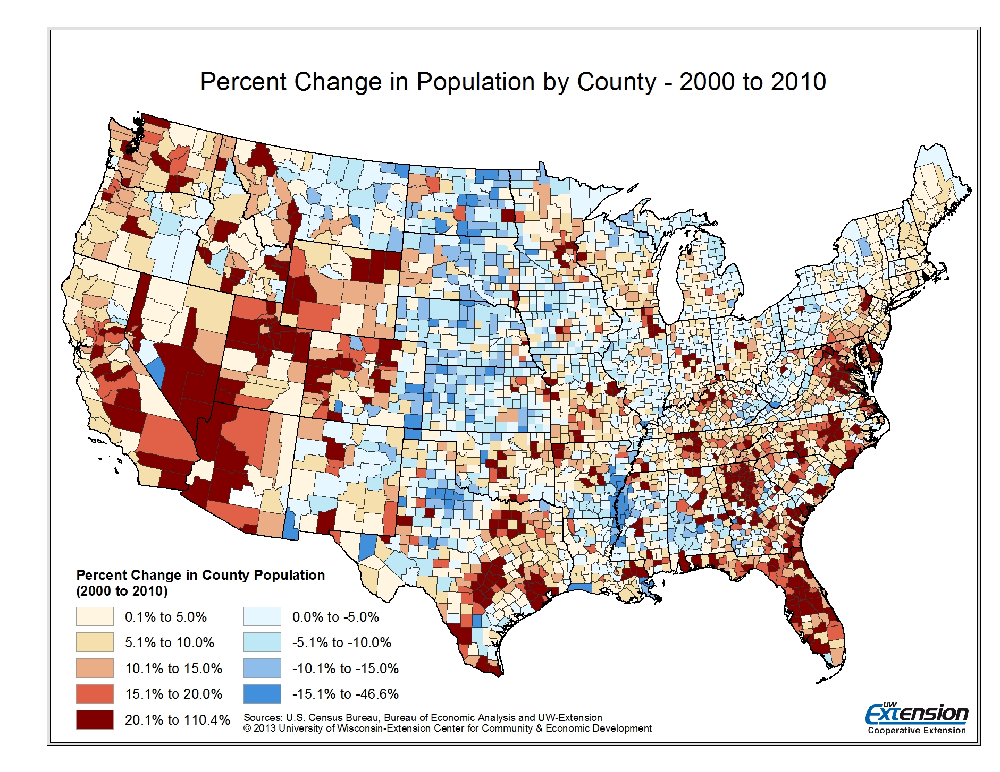 Percent Change in Population by County - 2000 to 2010
Percent Change in County Population
(2000 to 2010)
0.1% to 5.0%
5.1% to 10.0%
10.1% to 15.0%
15.1% to 20.0%
20.1% to 110.4%
0.0% to -5.0%
-5.1% to -10.0%
-10.1% to -15.0%
-15.1% to -46.6%
Sources: U.S. Census Bureau, Bureau of Economic Analysis and UW-Extension
© 2013 University of Wisconsin-Extension Center for Community & Economic Development
UW
Extension
Cooperative Extension